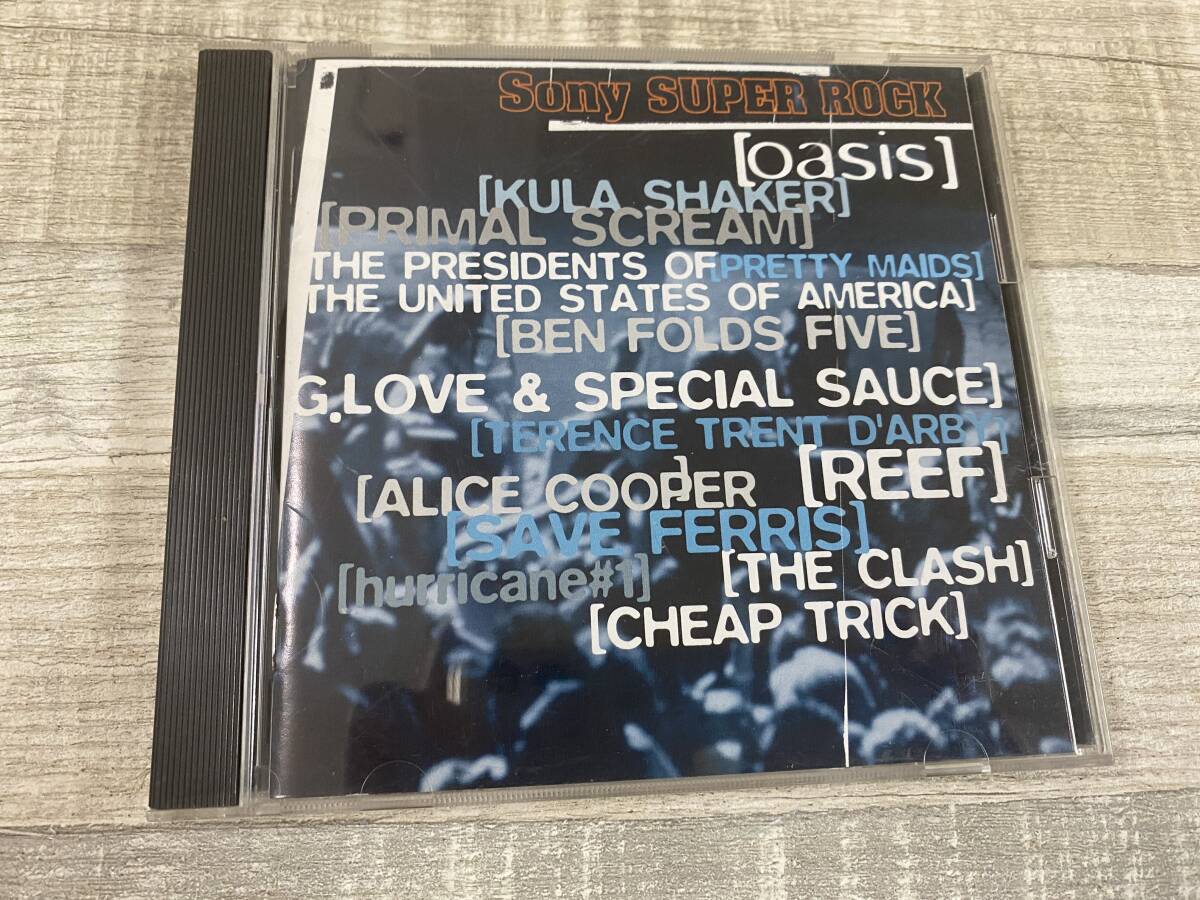 Sony SUPER ROCK
[oasis]
[KULA SHAKER]
[PRIMAL SCREAM]
THE PRESIDENTS OF [PRETTY MAIDS]
THE UNITED STATES OF AMERICA]
[BEN FOLDS FIVE]
G.LOVE & SPECIAL SAUCE]
[TERENCE TRENT D'ARBY]
[ALICE COOPER] [REEF]
[SAVE FERRIS]
[hurricane#1] [THE CLASH]
[CHEAP TRICK]